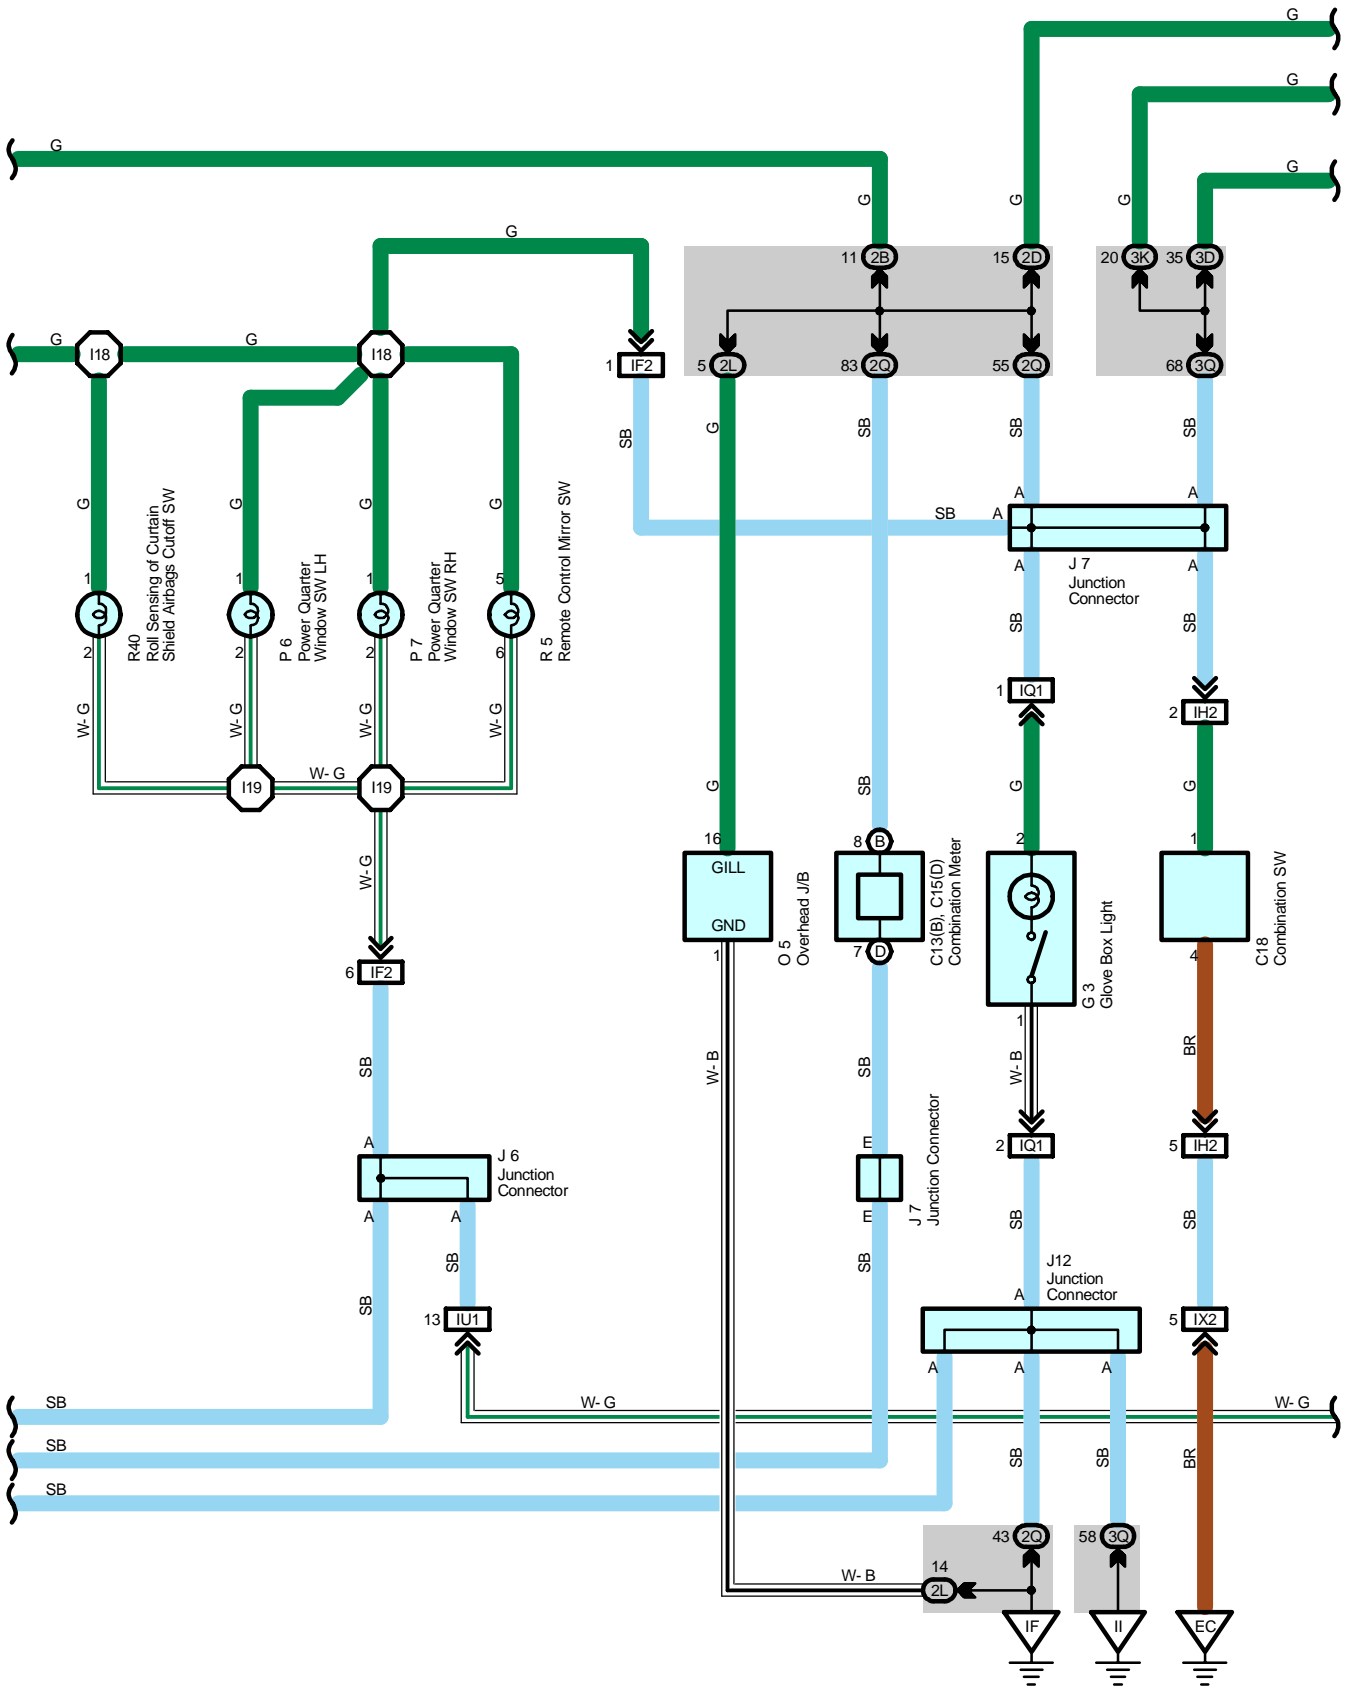 G
G
G
G
G
G
G
G
G
11 2B
15 2D
20 3K
35 3D
G
G
I18
I18
1 IF2
5 2L
83 2Q
55 2Q
68 3Q
SB
G
SB
SB
SB
G
G
G
G
SB
A
A
A
1
1
1
5
A
A
J 7
Junction
Connector
R40
Roll Sensing of Curtain
Shield Airbags Cutoff SW
P 6
Power Quarter
Window SW LH
P 7
Power Quarter
Window SW RH
R 5
Remote Control Mirror SW
2
2
2
6
SB
SB
1 IQ1
2 IH2
W- G
W- G
W- G
W- G
W- G
I19
I19
G
SB
G
G
16
8 B
2
1
GILL
GND
O 5
Overhead J/B
C13(B), C15(D)
Combination Meter
G 3
Glove Box Light
C18
Combination SW
W- G
1
7 D
4
6 IF2
1
SB
W- B
SB
W- B
BR
A
E
2 IQ1
5 IH2
J 6
Junction
Connector
E
J 7
Junction Connector
A
A
SB
SB
SB
SB
SB
J12
Junction
Connector
A
13 IU1
5 IX2
A
A
A
SB
W- G
W- G
SB
SB
SB
BR
SB
43 2Q
58 3Q
14
2L
W- B
IF
II
EC